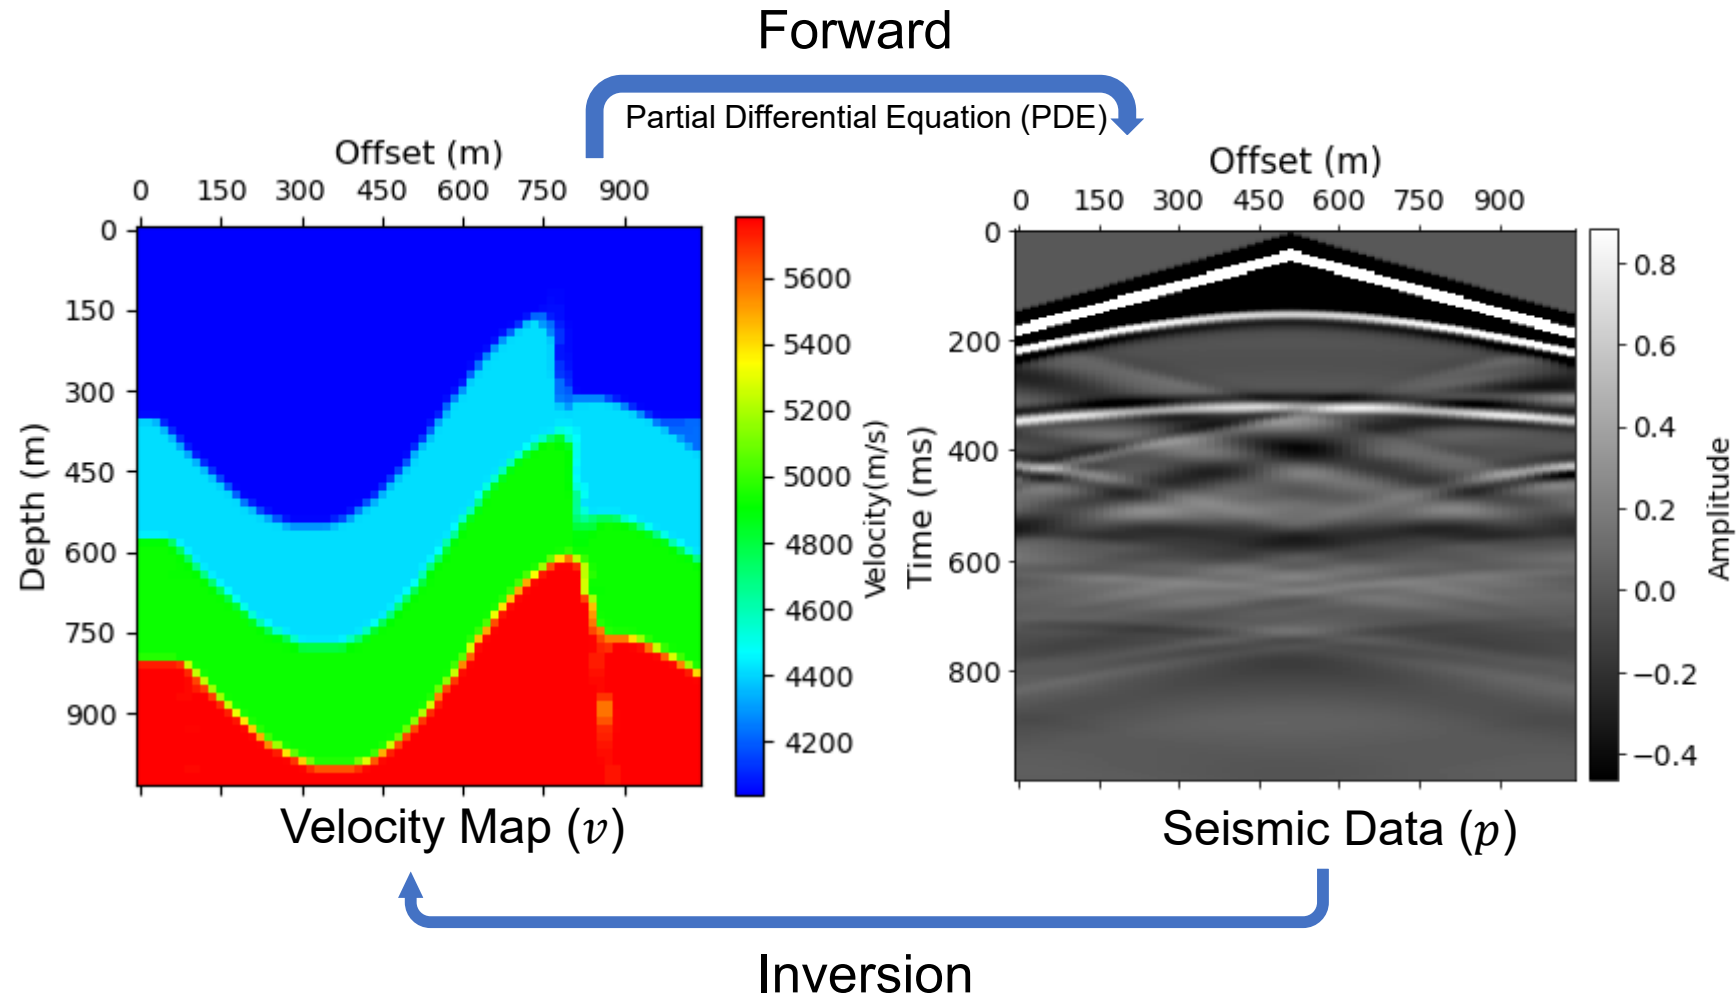 Forward
Partial Differential Equation (PDE)
Offset (m)
0 150 300 450 600 750 900
0
150
300
450
600
750
900
Depth (m)
5600
5400
5200
5000
4800
4600
4400
4200
Velocity(m/s)
Velocity Map (v)
Offset (m)
0 150 300 450 600 750 900
0
200
400
600
800
Time (ms)
0.8
0.6
0.4
0.2
0.0
−0.2
−0.4
Amplitude
Seismic Data (p)
Inversion